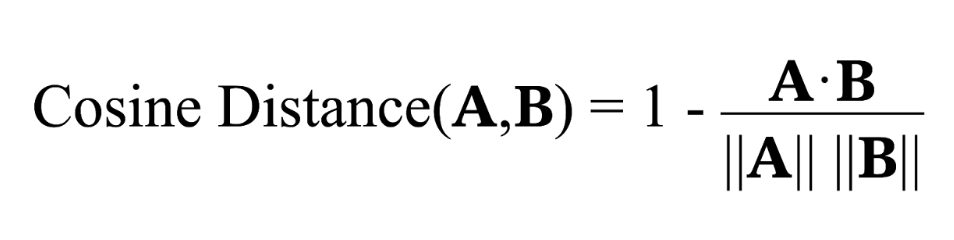 Cosine Distance(A,B) = 1 - A·B
||A|| ||B||